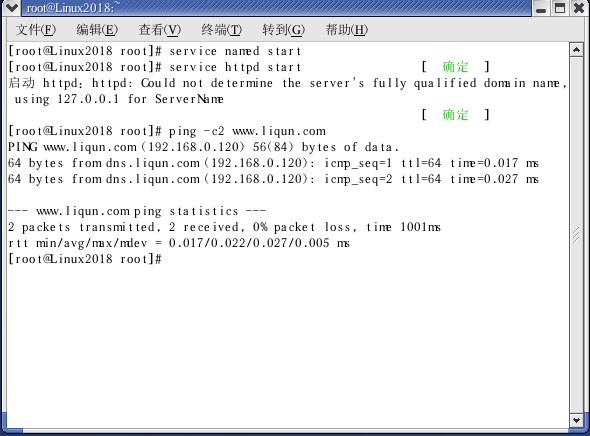 root@Linux2018:~
文件(F) 编辑(E) 查看(V) 终端(T) 转到(G) 帮助(H)
[root@Linux2018 root]# service named start
[root@Linux2018 root]# service httpd start [ 确定 ]
启动 httpd: httpd: Could not determine the server's fully qualified domain name,
using 127.0.0.1 for ServerName
[ 确定 ]
[root@Linux2018 root]# ping -c2 www.liqun.com
PING www.liqun.com (192.168.0.120) 56(84) bytes of data.
64 bytes from dns.liqun.com (192.168.0.120): icmp_seq=1 ttl=64 time=0.017 ms
64 bytes from dns.liqun.com (192.168.0.120): icmp_seq=2 ttl=64 time=0.027 ms
--- www.liqun.com ping statistics ---
2 packets transmitted, 2 received, 0% packet loss, time 1001ms
rtt min/avg/max/mdev = 0.017/0.022/0.027/0.005 ms
[root@Linux2018 root]#